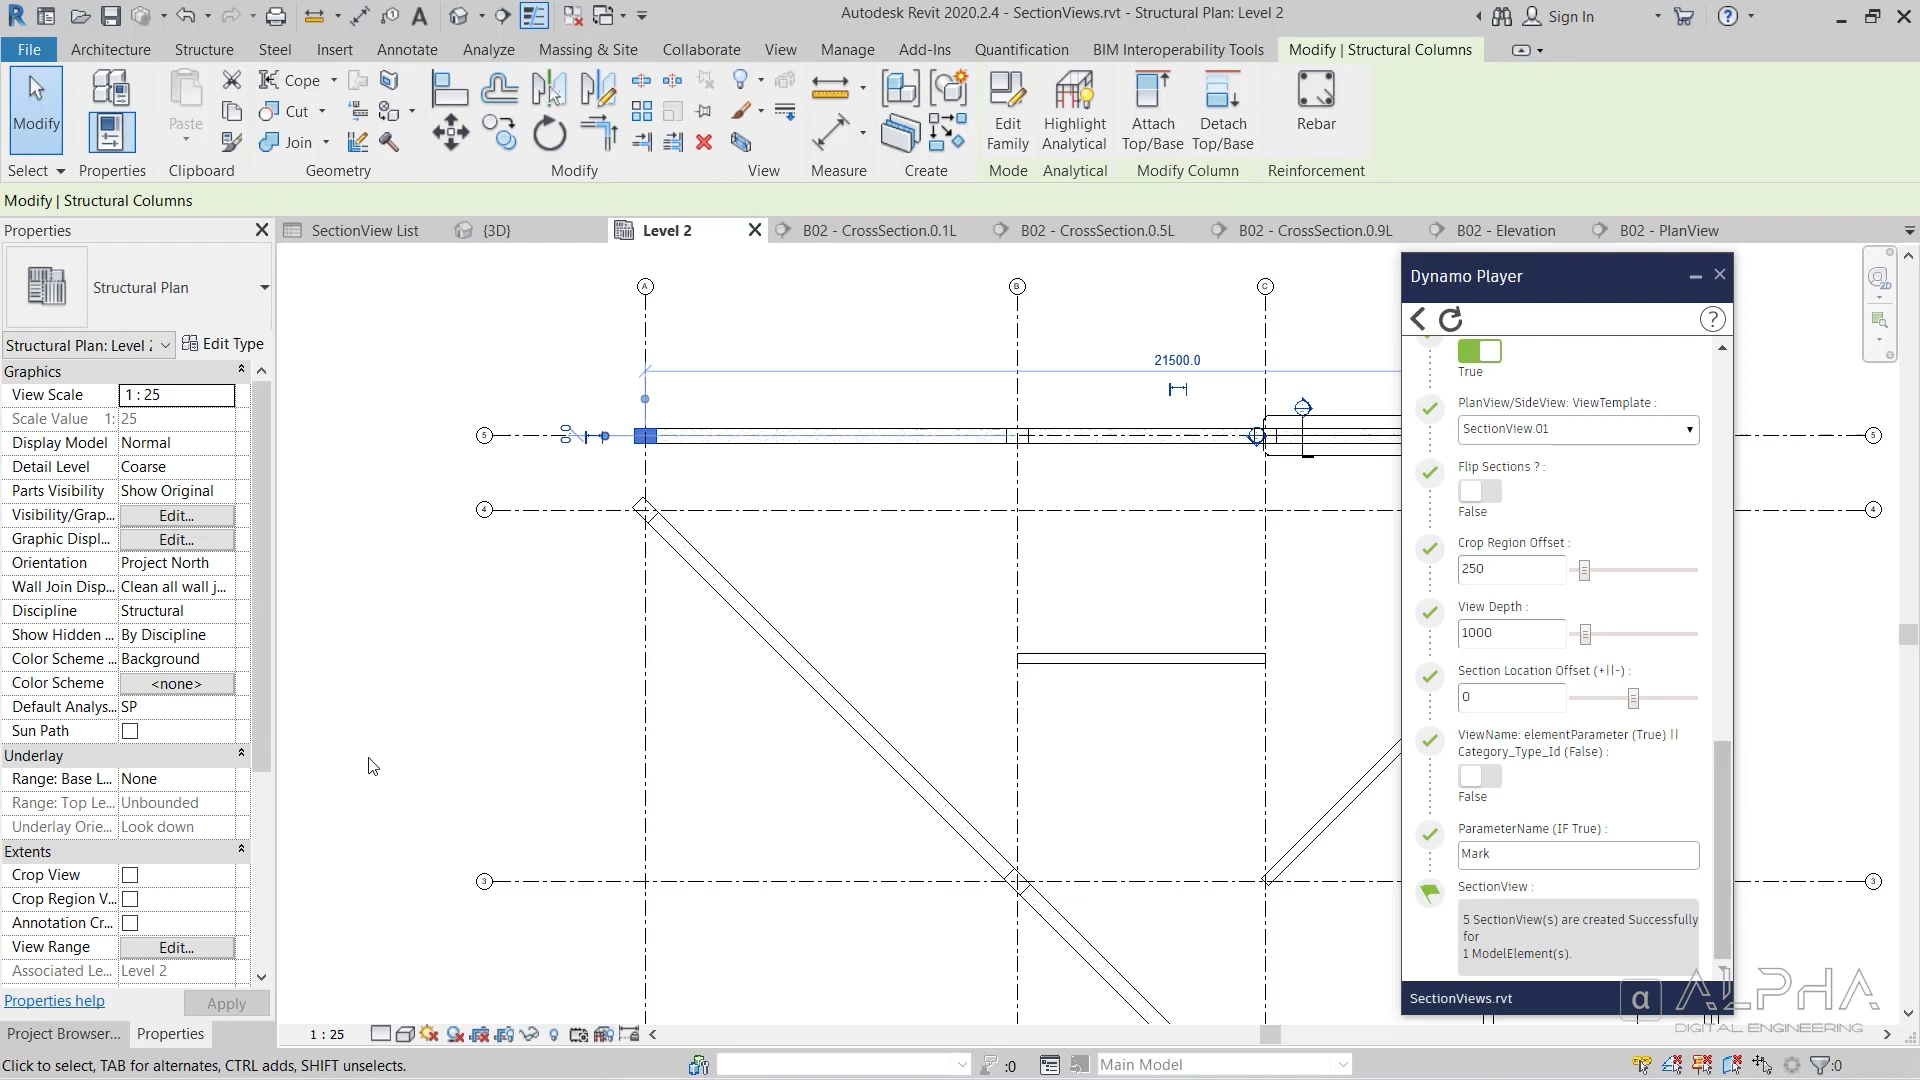 Autodesk Revit 2020.2.4 - SectionViews.rvt - Structural Plan: Level 2
Sign In
File Architecture Structure Steel Insert Annotate Analyze Massing & Site Collaborate View Manage Add-Ins Quantification BIM Interoperability Tools Modify | Structural Columns
Modify
Paste
Cope
Cut
Join
Edit
Family
Highlight
Analytical
Attach
Top/Base
Detach
Top/Base
Rebar
Select Properties Clipboard Geometry Modify View Measure Create Mode Analytical Modify Column Reinforcement
Modify | Structural Columns
Properties
SectionView List {3D} Level 2 B02 - CrossSection.0.1L B02 - CrossSection.0.5L B02 - CrossSection.0.9L B02 - Elevation B02 - PlanView
Structural Plan
Structural Plan: Level 2
Edit Type
Graphics
View Scale 1 : 25
Scale Value 1: 25
Display Model Normal
Detail Level Coarse
Parts Visibility Show Original
Visibility/Grap... Edit...
Graphic Displ... Edit...
Orientation Project North
Wall Join Disp... Clean all wall j...
Discipline Structural
Show Hidden ... By Discipline
Color Scheme ... Background
Color Scheme <none>
Default Analys... SP
Sun Path
Underlay
Range: Base L... None
Range: Top Le... Unbounded
Underlay Orie... Look down
Extents
Crop View
Crop Region V...
Annotation Cr...
View Range Edit...
Associated Le... Level 2
Properties help
Apply
Project Browser... Properties
A B C
21500.0
0.0
5 5
4 4
3 3
Dynamo Player
True
PlanView/SideView: ViewTemplate :
SectionView.01
Flip Sections ? :
False
Crop Region Offset :
250
View Depth :
1000
Section Location Offset (+||-) :
0
ViewName: elementParameter (True) ||
Category_Type_Id (False) :
False
ParameterName (IF True) :
Mark
SectionView :
5 SectionView(s) are created Successfully
for
1 ModelElement(s).
SectionViews.rvt
α ALPHA
DIGITAL ENGINEERING
1 : 25
Click to select, TAB for alternates, CTRL adds, SHIFT unselects.
:0
Main Model
:0